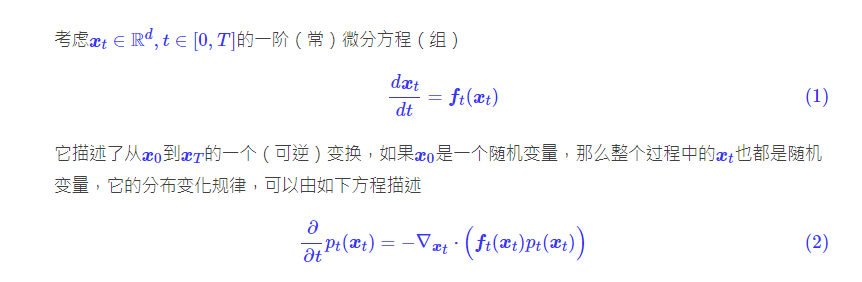 考虑$\boldsymbol{x}_t \in \mathbb{R}^d, t \in [0, T]$的一阶（常）微分方程（组）
$$\frac{d\boldsymbol{x}_t}{dt} = \boldsymbol{f}_t(\boldsymbol{x}_t) \quad (1)$$
它描述了从$\boldsymbol{x}_0$到$\boldsymbol{x}_T$的一个（可逆）变换，如果$\boldsymbol{x}_0$是一个随机变量，那么整个过程中的$\boldsymbol{x}_t$也都是随机
变量，它的分布变化规律，可以由如下方程描述
$$\frac{\partial}{\partial t} p_t(\boldsymbol{x}_t) = -\nabla_{\boldsymbol{x}_t} \cdot \Big(\boldsymbol{f}_t(\boldsymbol{x}_t) p_t(\boldsymbol{x}_t)\Big) \quad (2)$$